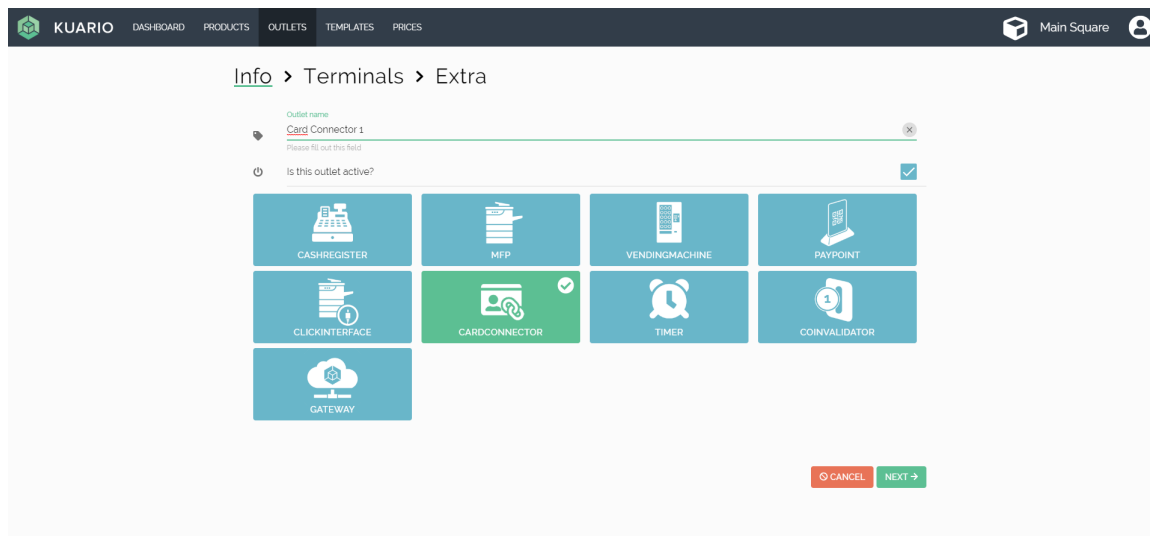 KUARIO DASHBOARD PRODUCTS OUTLETS TEMPLATES PRICES Main Square
Info > Terminals > Extra
Outlet name
Card Connector 1
Please fill out this field.
Is this outlet active?
CASHREGISTER MFP VENDINGMACHINE PAYPOINT
1
CLICKINTERFACE CARDCONNECTOR TIMER COINVALIDATOR
GATEWAY
CANCEL NEXT →